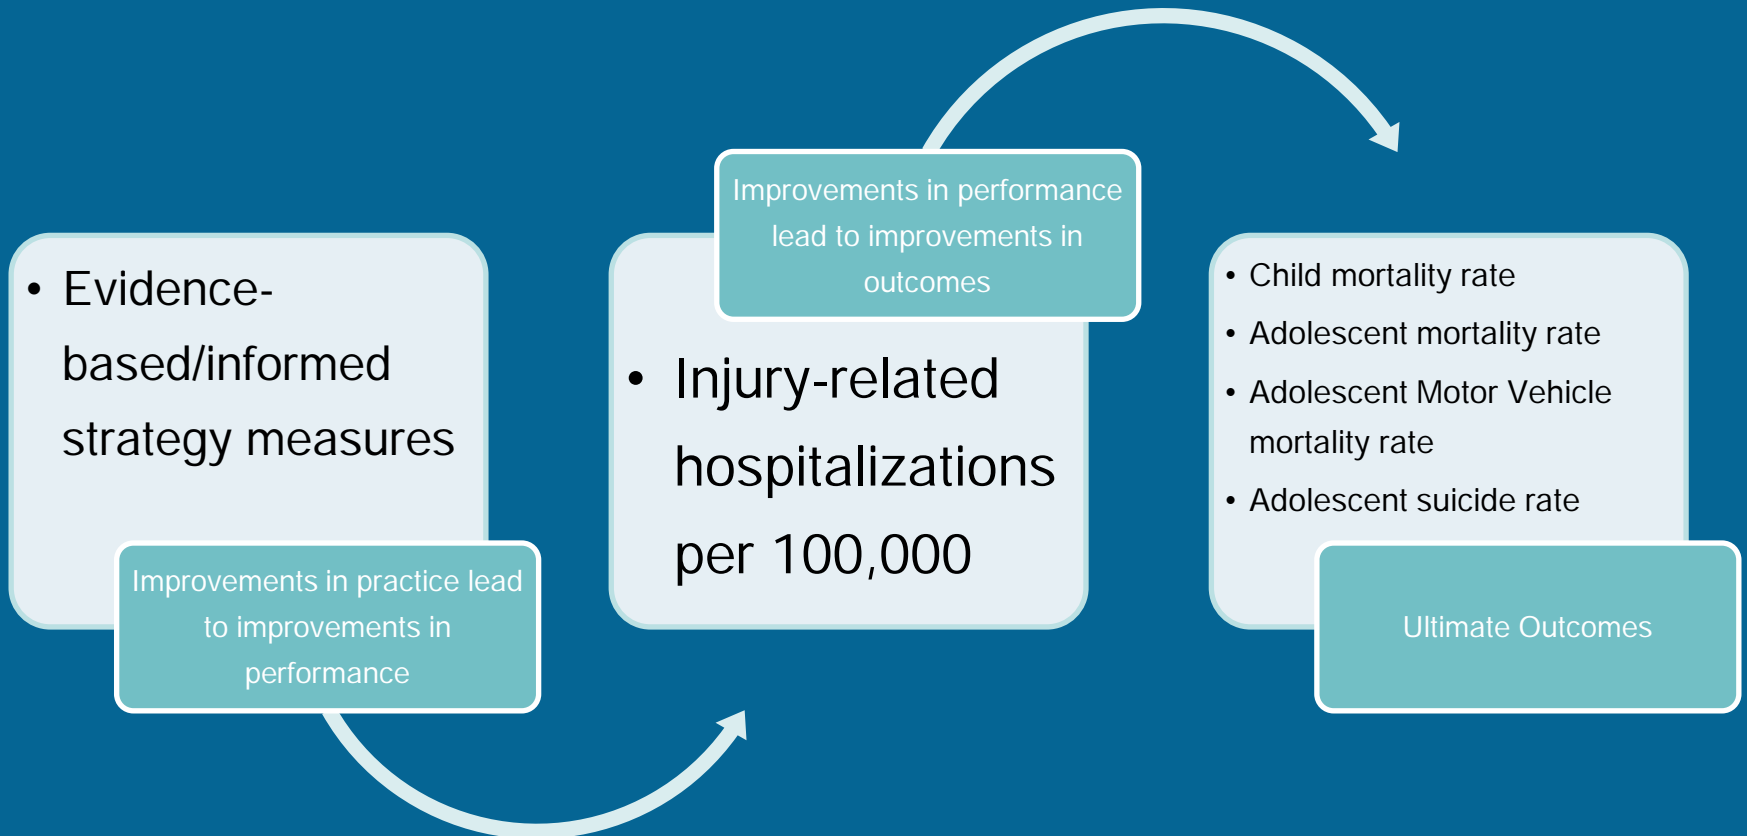 • Evidence-
based/informed
strategy measures
Improvements in practice lead
to improvements in
performance
Improvements in performance
lead to improvements in
outcomes
• Injury-related
hospitalizations
per 100,000
• Child mortality rate
• Adolescent mortality rate
• Adolescent Motor Vehicle
mortality rate
• Adolescent suicide rate
Ultimate Outcomes